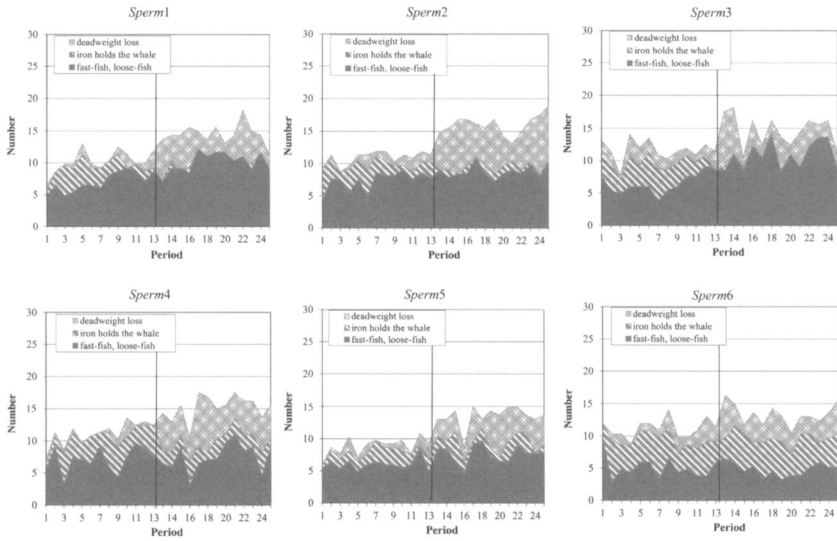 Sperm1
30
25
20
15
10
5
0
Number
deadweight loss
iron holds the whale
fast-fish, loose-fish
1 3 5 7 9 11 13 14 16 18 20 22 24
Period
Sperm2
30
25
20
15
10
5
0
Number
deadweight loss
iron holds the whale
fast-fish, loose-fish
1 3 5 7 9 11 13 14 16 18 20 22 24
Period
Sperm3
30
25
20
15
10
5
0
Number
deadweight loss
iron holds the whale
fast-fish, loose-fish
1 3 5 7 9 11 13 14 16 18 20 22 24
Period
Sperm4
30
25
20
15
10
5
0
Number
deadweight loss
iron holds the whale
fast-fish, loose-fish
1 3 5 7 9 11 13 14 16 18 20 22 24
Period
Sperm5
30
25
20
15
10
5
0
Number
deadweight loss
iron holds the whale
fast-fish, loose-fish
1 3 5 7 9 11 13 14 16 18 20 22 24
Period
Sperm6
30
25
20
15
10
5
0
Number
deadweight loss
iron holds the whale
fast-fish, loose-fish
1 3 5 7 9 11 13 14 16 18 20 22 24
Period